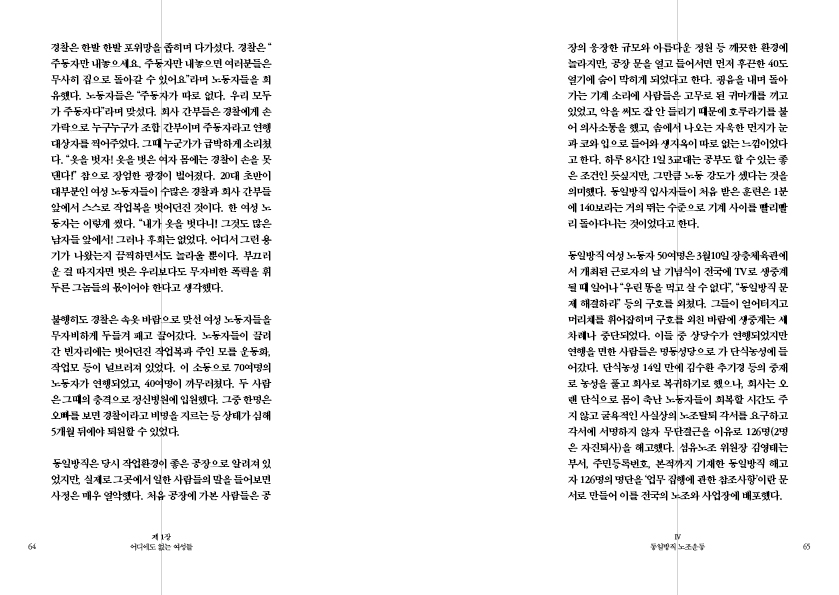 경찰은 한발 한발 포위망을 좁히며 다가섰다. 경찰은 “
주동자만 내놓으세요. 주동자만 내놓으면 여러분들은
무사히 집으로 돌아갈 수 있어요”라며 노동자들을 회
유했다. 노동자들은 “주동자가 따로 없다. 우리 모두
가 주동자다”라며 맞섰다. 회사 간부들은 경찰에게 손
가락으로 누구누구가 조합 간부이며 주동자라고 연행
대상자를 찍어주었다. 그때 누군가가 급박하게 소리쳤
다. “옷을 벗자! 옷을 벗은 여자 몸에는 경찰이 손을 못
댄다!” 참으로 장엄한 광경이 벌어졌다. 20대 초반이
대부분인 여성 노동자들이 수많은 경찰과 회사 간부들
앞에서 스스로 작업복을 벗어던진 것이다. 한 여성 노
동자는 이렇게 썼다. “내가 옷을 벗다니! 그것도 많은
남자들 앞에서! 그러나 후회는 없었다. 어디서 그런 용
기가 나왔는지 끔찍하면서도 놀라울 뿐이다. 부끄러
운 걸 따지자면 벗은 우리보다도 무자비한 폭력을 휘
두른 그놈들의 몫이어야 한다고 생각했다.
불행히도 경찰은 속옷 바람으로 맞선 여성 노동자들을
무자비하게 두들겨 패고 끌어갔다. 노동자들이 끌려
간 빈자리에는 벗어던진 작업복과 주인 모를 운동화,
작업모 등이 널브러져 있었다. 이 소동으로 70여명의
노동자가 연행되었고, 40여명이 까무러쳤다. 두 사람
은 그때의 충격으로 정신병원에 입원했다. 그중 한명은
오빠를 보면 경찰이라고 비명을 지르는 등 상태가 심해
5개월 뒤에야 퇴원할 수 있었다.
동일방직은 당시 작업환경이 좋은 공장으로 알려져 있
었지만, 실제로 그곳에서 일한 사람들의 말을 들어보면
사정은 매우 열악했다. 처음 공장에 가본 사람들은 공
64
제 1장
어디에도 없는 여성들
장의 웅장한 규모와 아름다운 정원 등 깨끗한 환경에
놀라지만, 공장 문을 열고 들어서면 먼저 후끈한 40도
열기에 숨이 막히게 되었다고 한다. 굉음을 내며 돌아
가는 기계 소리에 사람들은 고무로 된 귀마개를 끼고
있었고, 악을 써도 잘 안 들리기 때문에 호루라기를 불
어 의사소통을 했고, 솜에서 나오는 자욱한 먼지가 눈
과 코와 입으로 들어와 생지옥이 따로 없는 느낌이었다
고 한다. 하루 8시간 1일 3교대는 공부도 할 수 있는 좋
은 조건인 듯싶지만, 그만큼 노동 강도가 셌다는 것을
의미했다. 동일방직 입사자들이 처음 받은 훈련은 1분
에 140보라는 거의 뛰는 수준으로 기계 사이를 빨리빨
리 돌아다니는 것이었다고 한다.
동일방직 여성 노동자 50여명은 3월10일 장충체육관에
서 개최된 근로자의 날 기념식이 전국에 TV로 생중계
될 때 일어나 “우린 똥을 먹고 살 수 없다”, “동일방직 문
제 해결하라” 등의 구호를 외쳤다. 그들이 얻어터지고
머리채를 휘어잡히며 구호를 외친 바람에 생중계는 세
차례나 중단되었다. 이들 중 상당수가 연행되었지만
연행을 면한 사람들은 명동성당으로 가 단식농성에 들
어갔다. 단식농성 14일 만에 김수환 추기경 등의 중재
로 농성을 풀고 회사로 복귀하기로 했으나, 회사는 오
랜 단식으로 몸이 축난 노동자들이 회복할 시간도 주
지 않고 굴욕적인 사실상의 노조탈퇴 각서를 요구하고
각서에 서명하지 않자 무단결근을 이유로 126명(2명
은 자진퇴사)을 해고했다. 섬유노조 위원장 김영태는
부서, 주민등록번호, 본적까지 기재한 동일방직 해고
자 126명의 명단을 ‘업무 집행에 관한 참조사항’이란 문
서로 만들어 이를 전국의 노조와 사업장에 배포했다.
IV
동일방직 노조운동
65